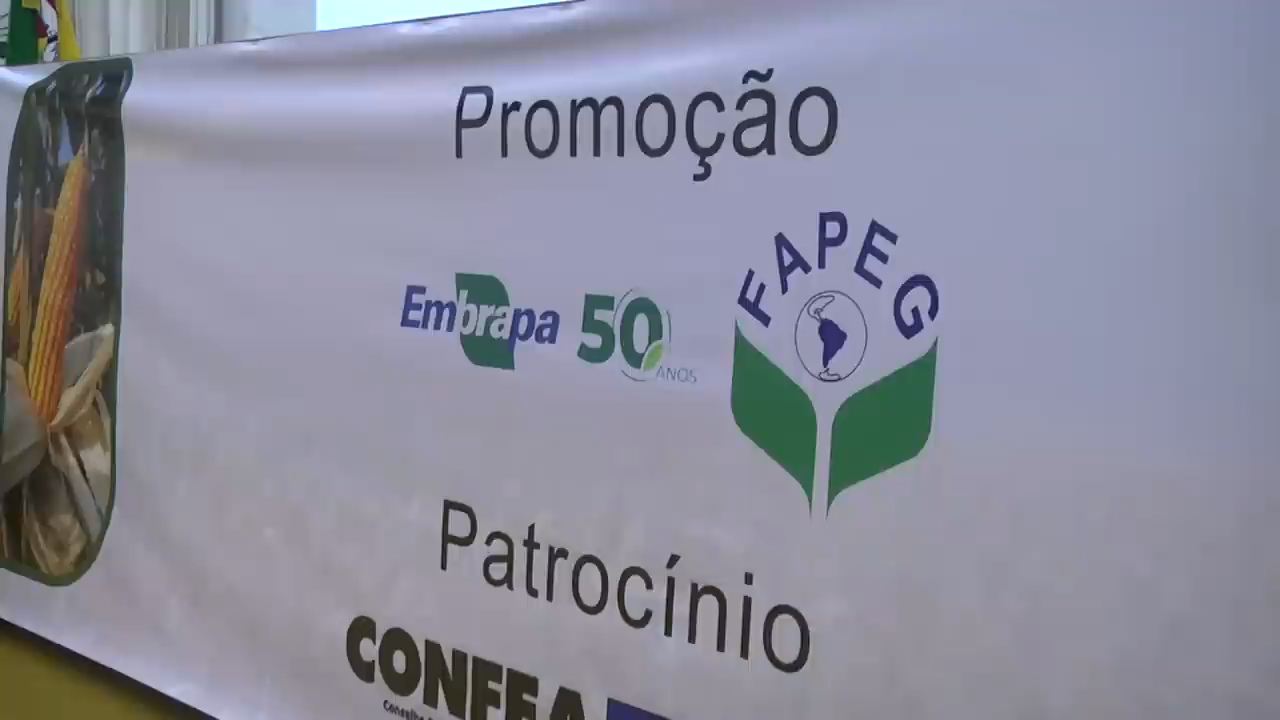 Promoção
Embrapa 50 ANOS
FAPEG
Patrocínio
CONFEA